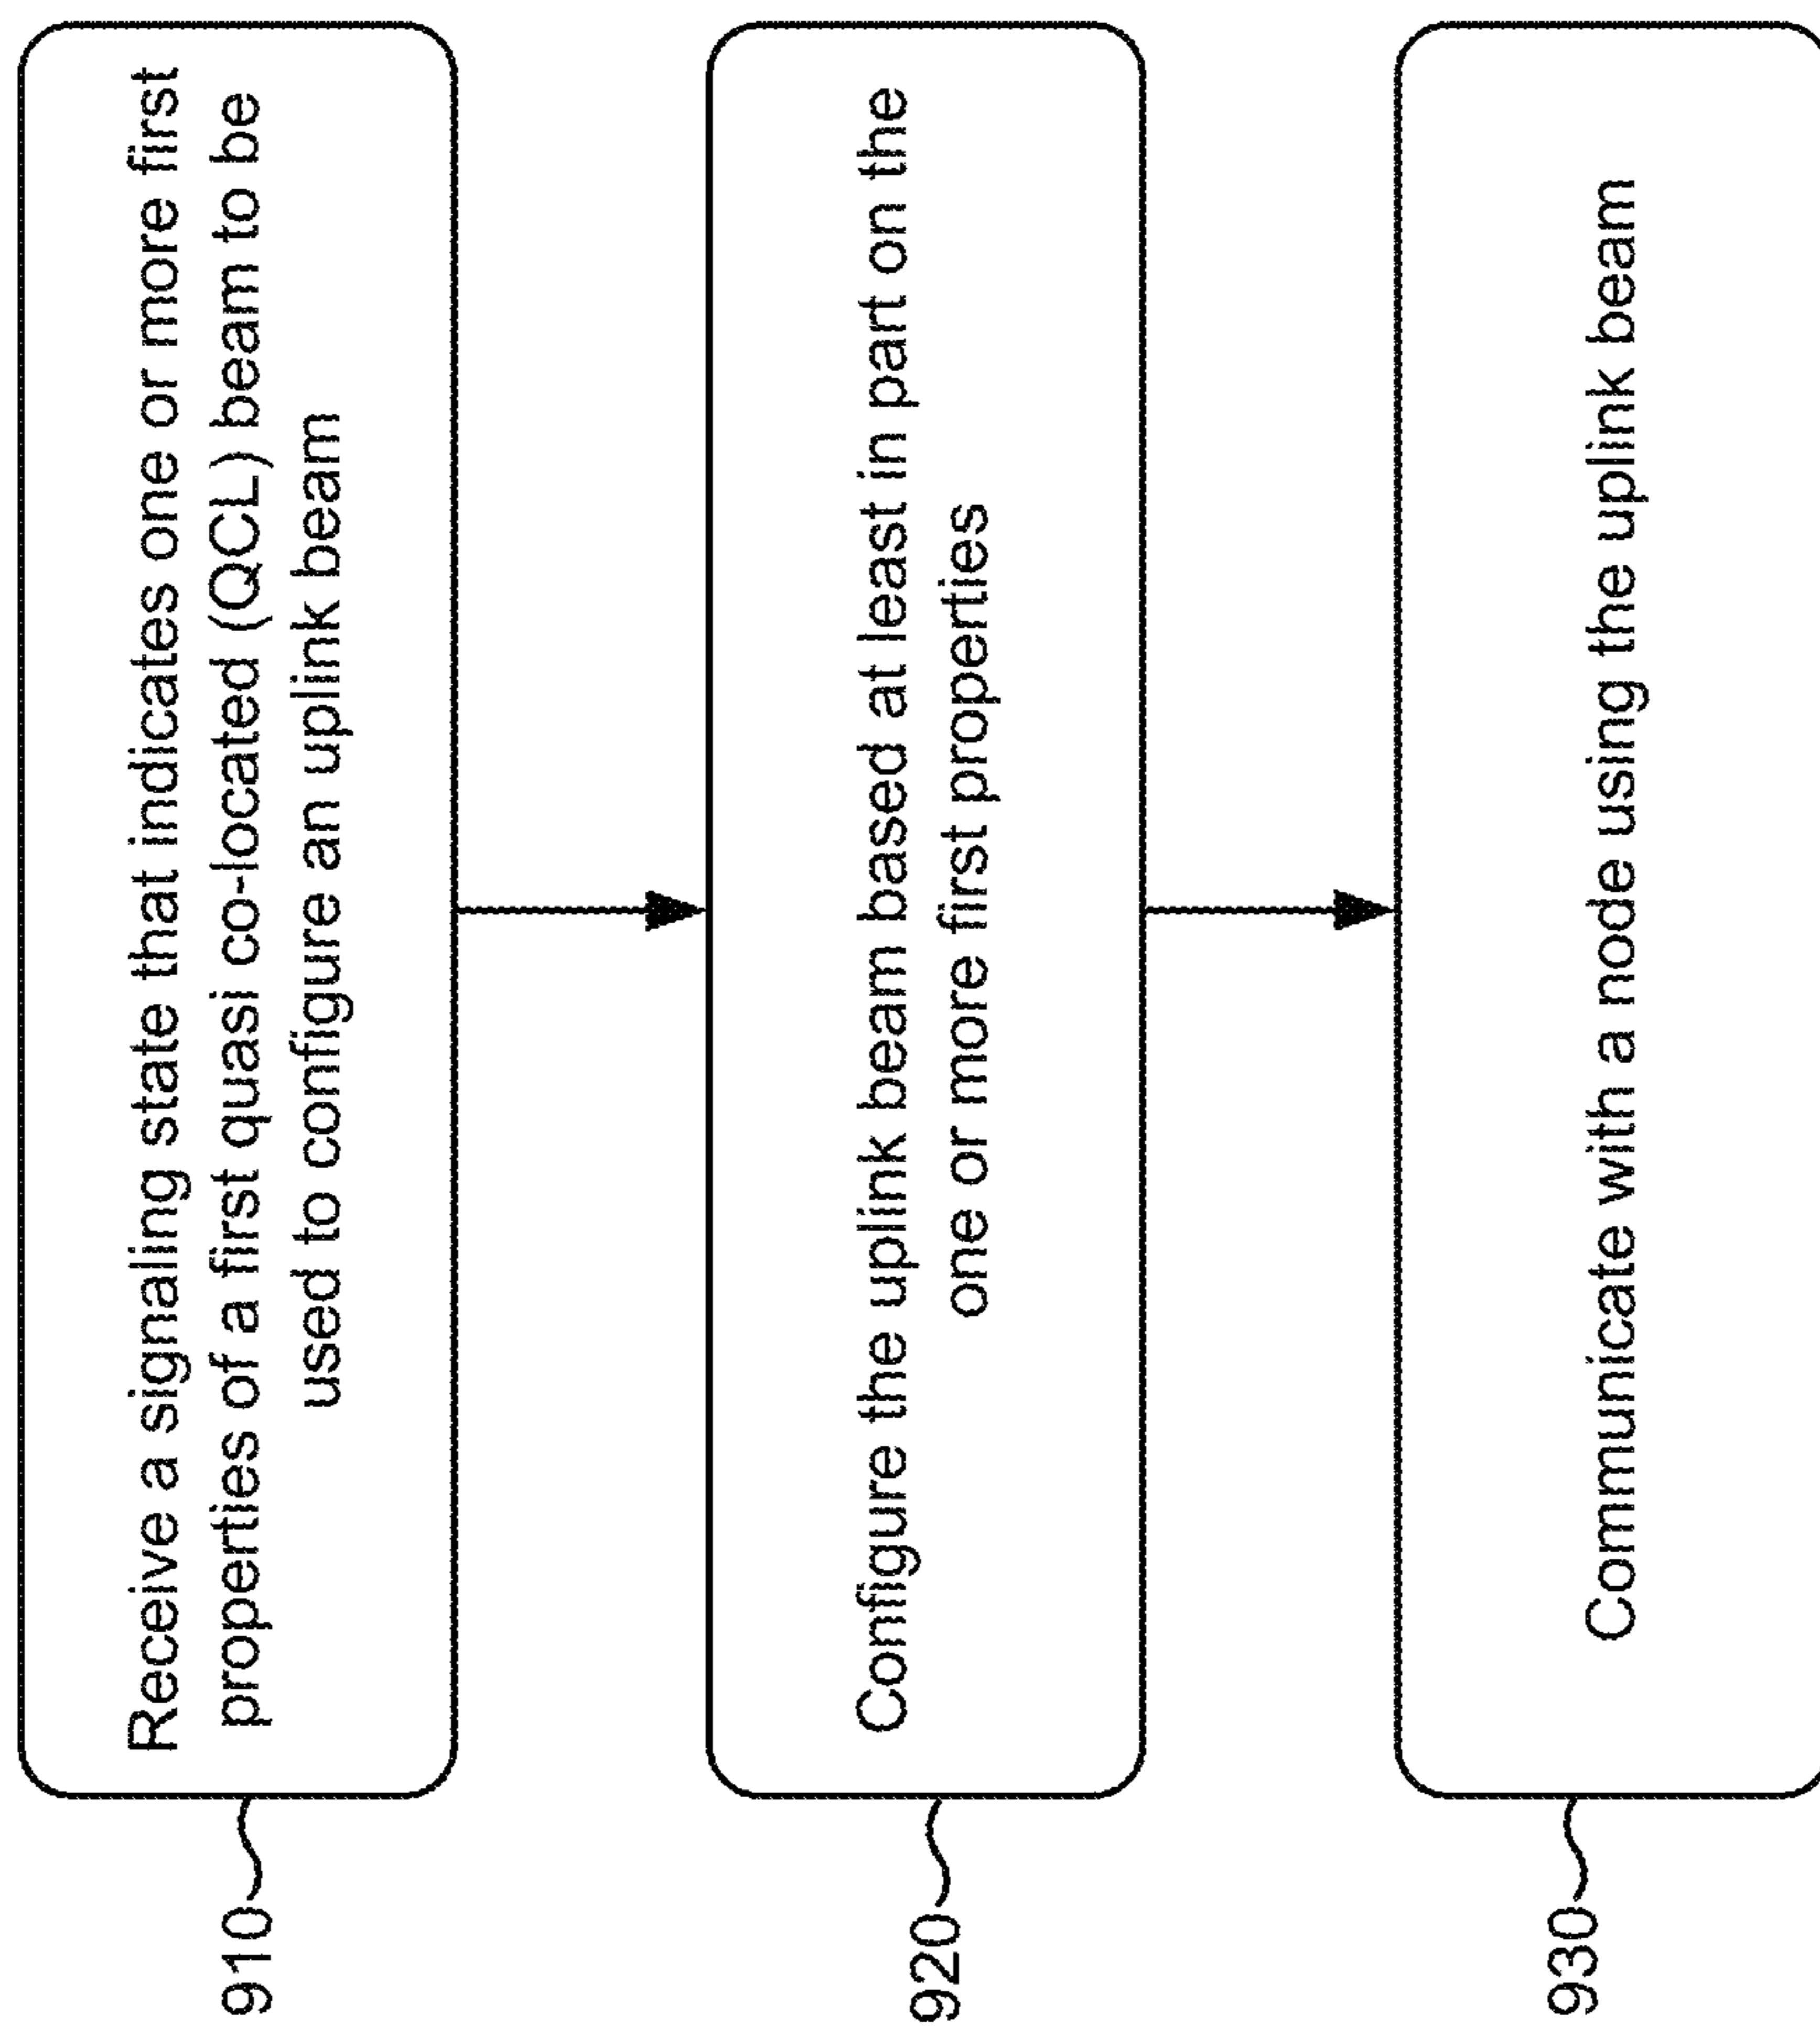 910
Receive a signaling state that indicates one or more first
properties of a first quasi co-located (QCL) beam to be
used to configure an uplink beam
920
Configure the uplink beam based at least in part on the
one or more first properties
930
Communicate with a node using the uplink beam